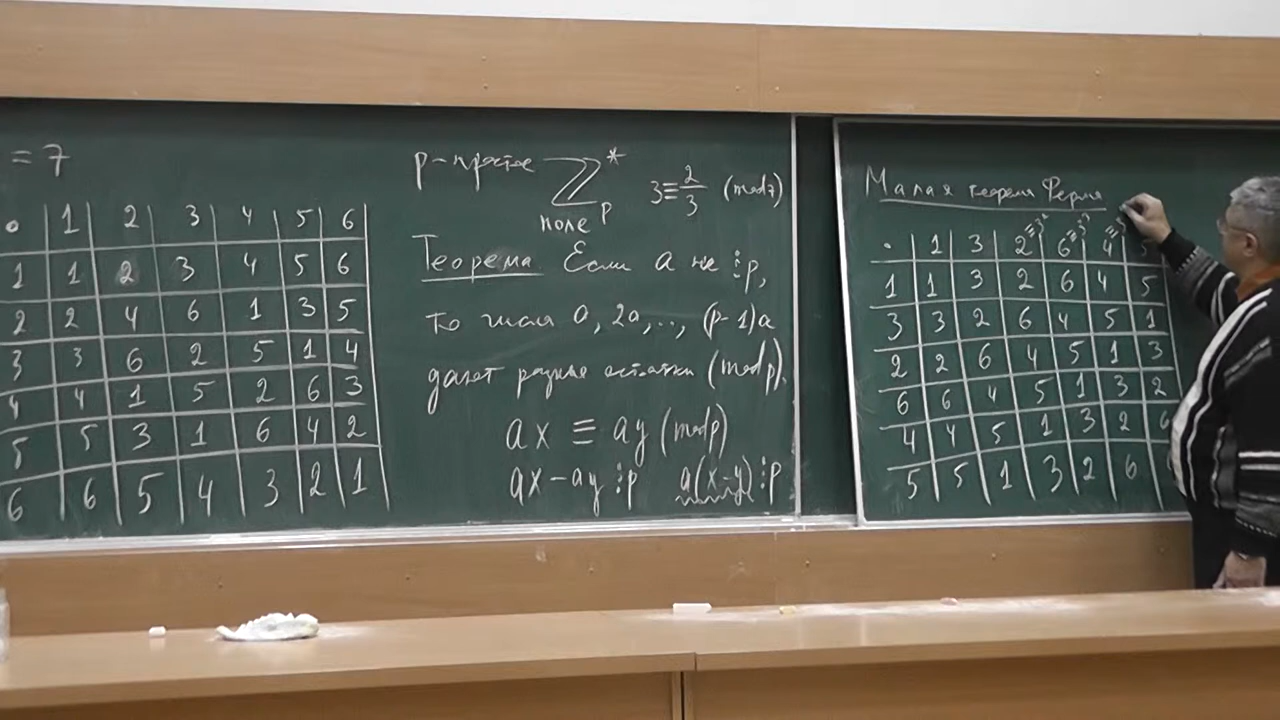 = 7
∘ 1 2 3 4 5 6
1 1 2 3 4 5 6
2 2 4 6 1 3 5
3 3 6 2 5 1 4
4 4 1 5 2 6 3
5 5 3 1 6 4 2
6 6 5 4 3 2 1
p-простое ℤ*p
поле
3≡2/3 (mod 7)
Теорема Если a не ⋮p,
то числа a, 2a,..., (p-1)a
дают разные остатки (mod p).
ax ≡ ay (mod p)
ax-ay ⋮p a(x-y)⋮p
Малая теорема Ферма
≡3² ≡3³
· 1 3 2 6 4 5
1 1 3 2 6 4 5
3 3 2 6 4 5 1
2 2 6 4 5 1 3
6 6 4 5 1 3 2
4 4 5 1 3 2 6
5 5 1 3 2 6